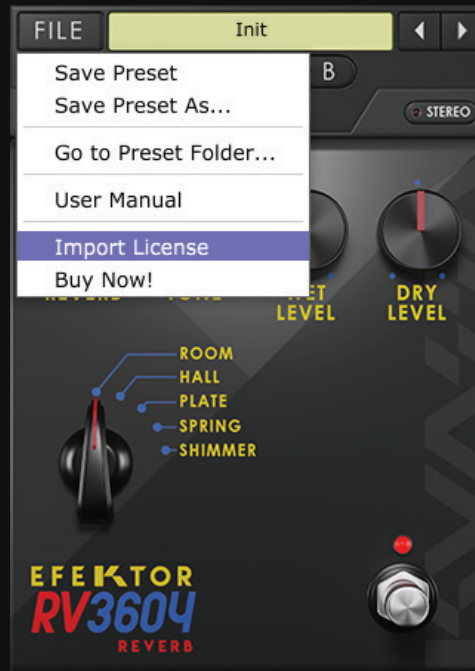 FILE
Init
B
Save Preset
Save Preset As...
STEREO
Go to Preset Folder...
User Manual
Import License
Buy Now!
WET
LEVEL
DRY
LEVEL
ROOM
HALL
PLATE
SPRING
SHIMMER
EFEKTOR
RV3604
REVERB